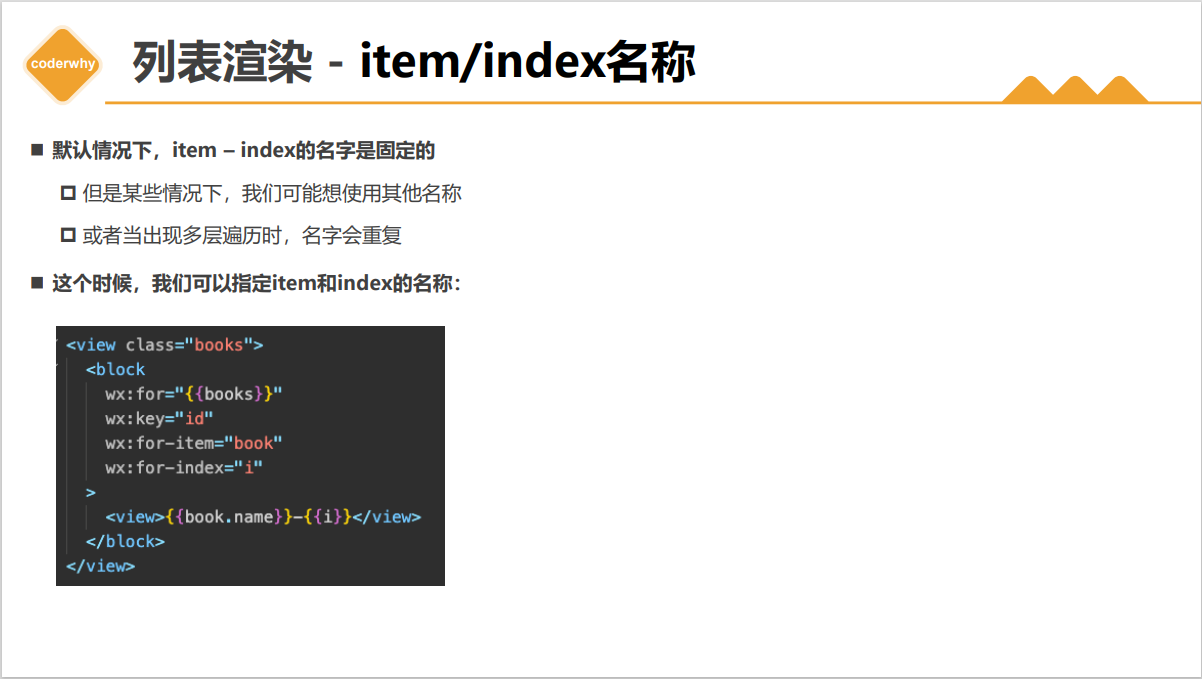 coderwhy
列表渲染 - item/index名称
默认情况下，item – index的名字是固定的
但是某些情况下，我们可能想使用其他名称
或者当出现多层遍历时，名字会重复
这个时候，我们可以指定item和index的名称：
<view class="books">
<block
wx:for="{{books}}"
wx:key="id"
wx:for-item="book"
wx:for-index="i"
>
<view>{{book.name}}-{{i}}</view>
</block>
</view>